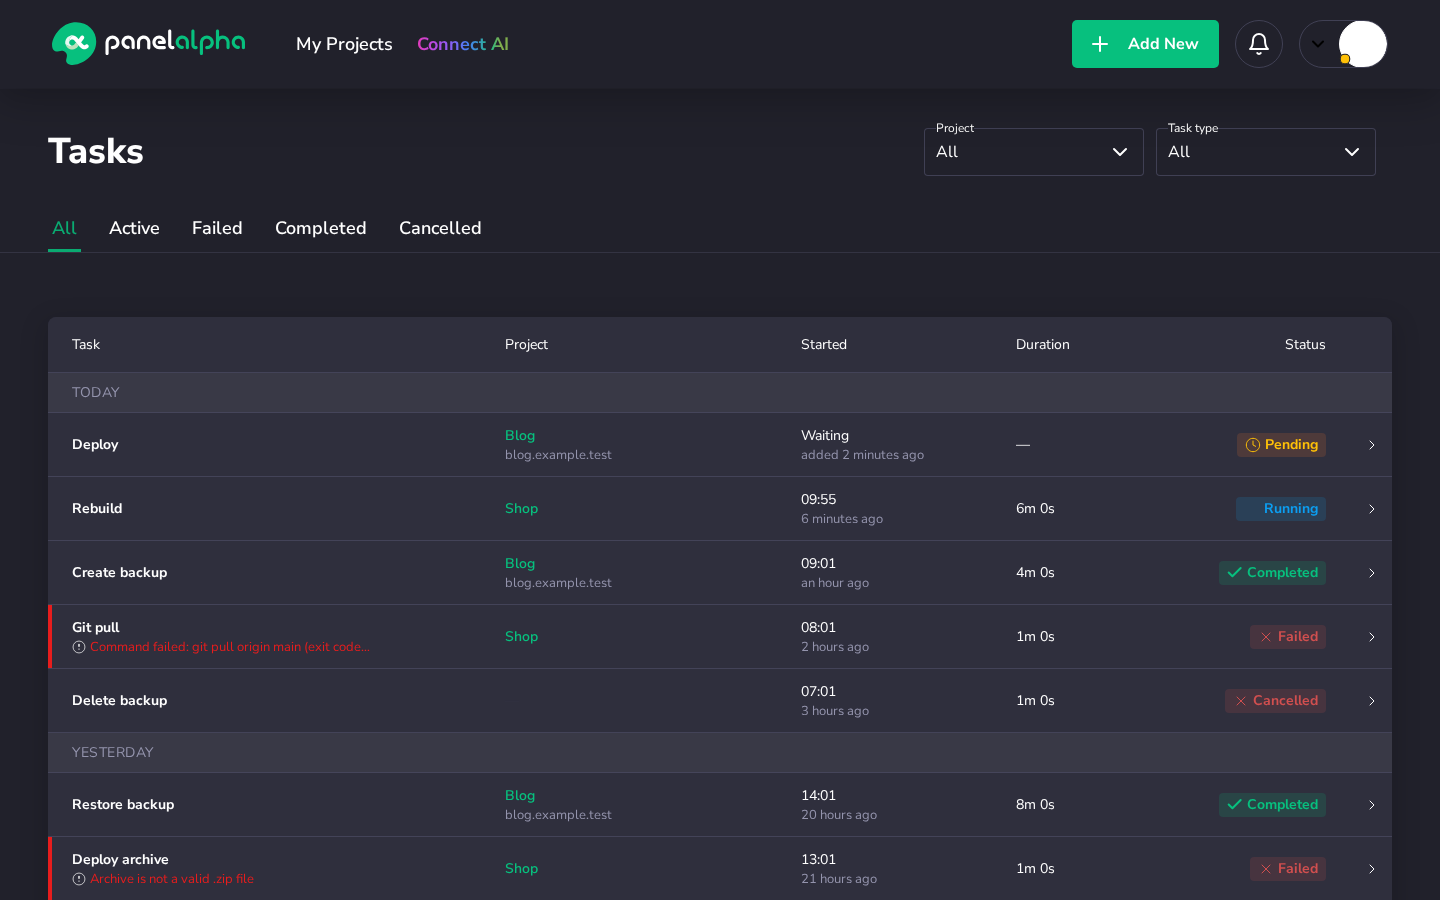 panelalpha
My Projects
Connect AI
Add New
Tasks
Project
All
Task type
All
All
Active
Failed
Completed
Cancelled
Task
Project
Started
Duration
Status
TODAY
Deploy
Blog
blog.example.test
Waiting
added 2 minutes ago
—
Pending
Rebuild
Shop
09:55
6 minutes ago
6m 0s
Running
Create backup
Blog
blog.example.test
09:01
an hour ago
4m 0s
Completed
Git pull
Command failed: git pull origin main (exit code...
Shop
08:01
2 hours ago
1m 0s
Failed
Delete backup
07:01
3 hours ago
1m 0s
Cancelled
YESTERDAY
Restore backup
Blog
blog.example.test
14:01
20 hours ago
8m 0s
Completed
Deploy archive
Archive is not a valid .zip file
Shop
13:01
21 hours ago
1m 0s
Failed